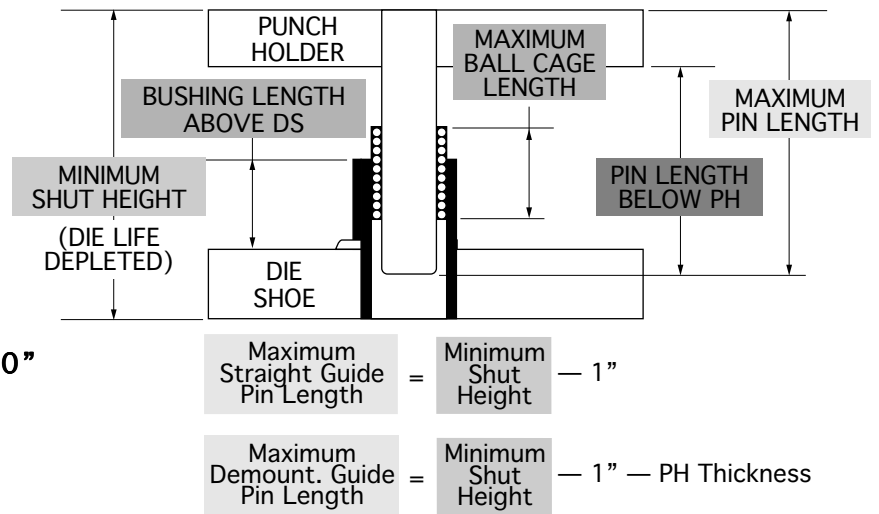 PUNCH
HOLDER
MAXIMUM
BALL CAGE
LENGTH
BUSHING LENGTH
ABOVE DS
MAXIMUM
PIN LENGTH
MINIMUM
SHUT HEIGHT
(DIE LIFE
DEPLETED)
PIN LENGTH
BELOW PH
DIE
SHOE
0”
Maximum
Straight Guide
Pin Length
=
Minimum
Shut
Height
— 1”
Maximum
Demount. Guide
Pin Length
=
Minimum
Shut
Height
— 1” — PH Thickness